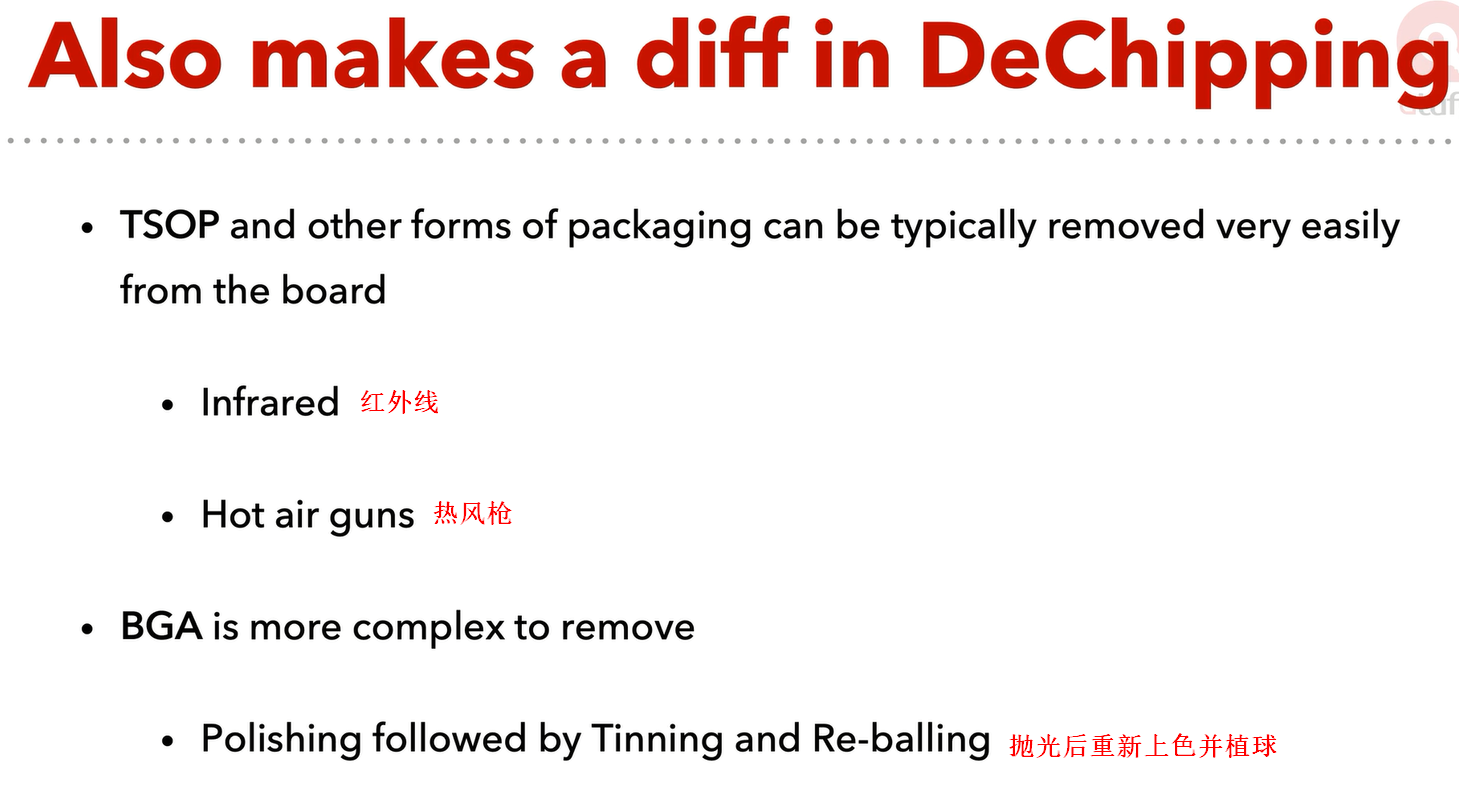 Also makes a diff in DeChipping
• TSOP and other forms of packaging can be typically removed very easily
from the board
• Infrared 红外线
• Hot air guns 热风枪
• BGA is more complex to remove
• Polishing followed by Tinning and Re-balling 抛光后重新上色并植球